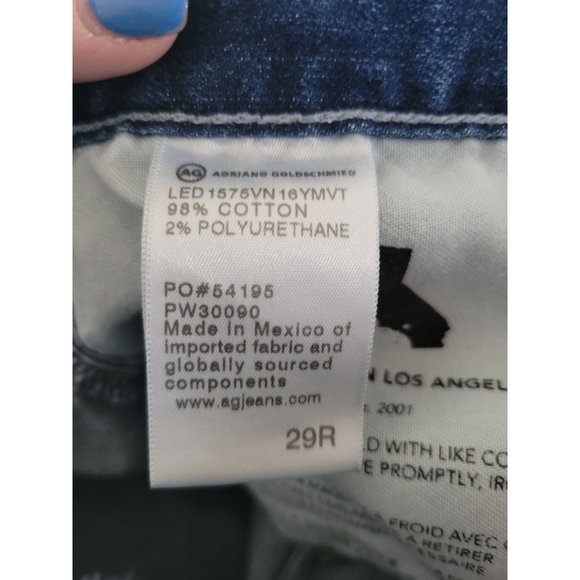 AG ADRIANO GOLDSCHMIED
LED1575VN16YMVT
98% COTTON
2% POLYURETHANE
PO#54195
PW30090
Made in Mexico of
imported fabric and
globally sourced
components
www.agjeans.com
29R
N LOS ANGEL
2001
D WITH LIKE CO
E PROMPTLY, IR
FROID AVEC
A RETIRER
ESSAIRE